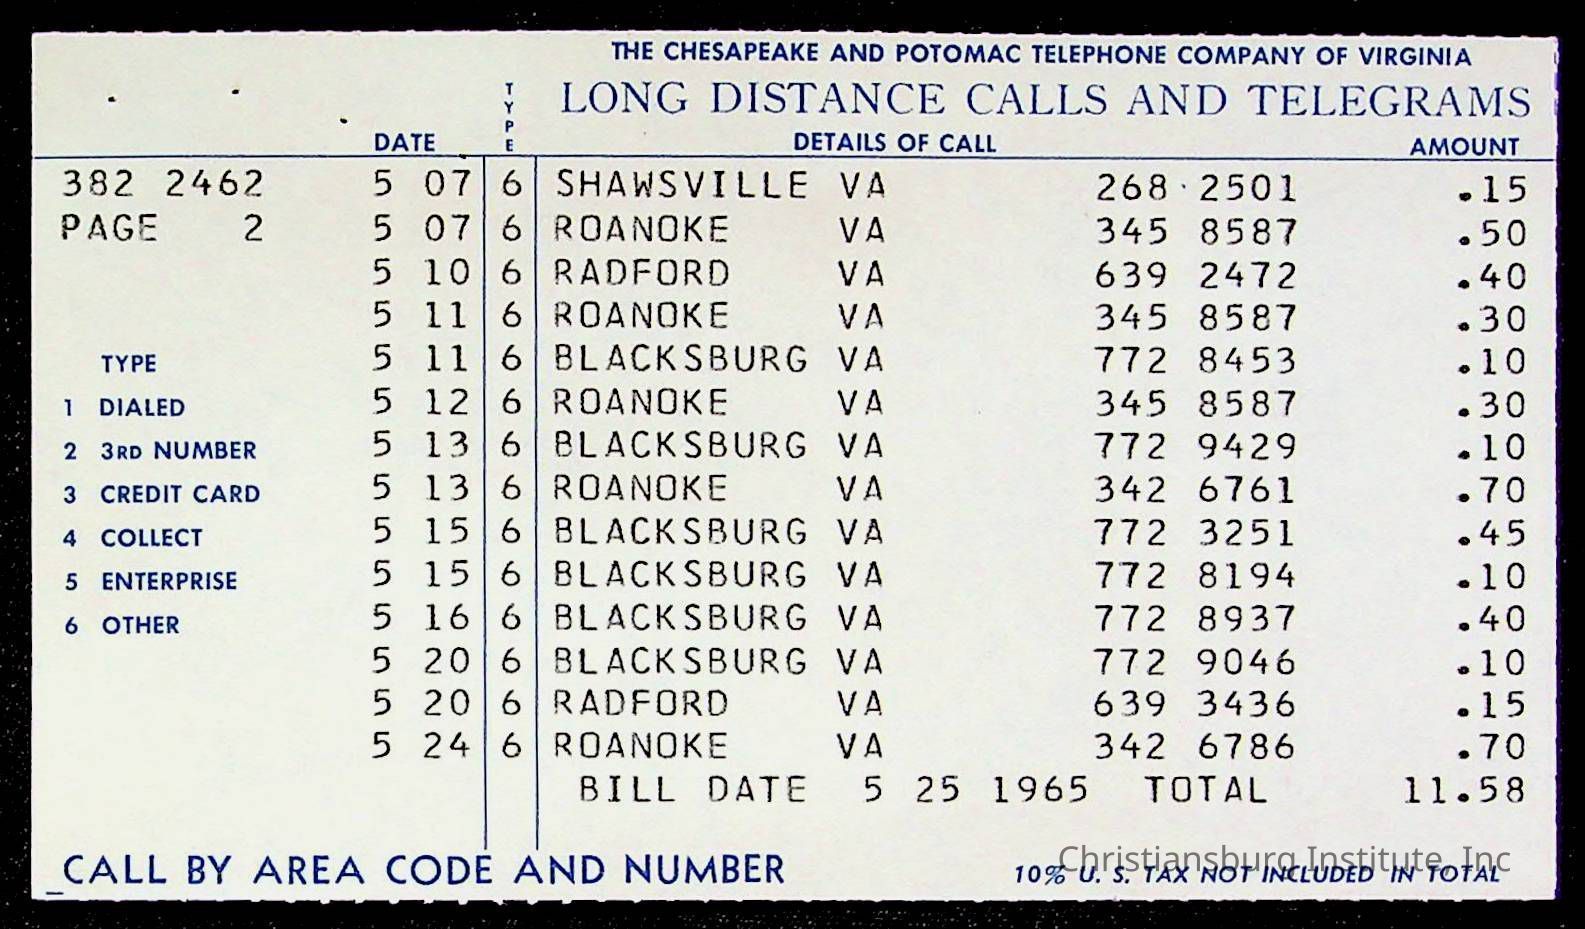 THE CHESAPEAKE AND POTOMAC TELEPHONE COMPANY OF VIRGINIA
LONG DISTANCE CALLS AND TELEGRAMS
DATE TYPE DETAILS OF CALL AMOUNT
382 2462 5 07 6 SHAWSVILLE VA 268 2501 .15
PAGE 2 5 07 6 ROANOKE VA 345 8587 .50
5 10 6 RADFORD VA 639 2472 .40
5 11 6 ROANOKE VA 345 8587 .30
TYPE 5 11 6 BLACKSBURG VA 772 8453 .10
1 DIALED 5 12 6 ROANOKE VA 345 8587 .30
2 3RD NUMBER 5 13 6 BLACKSBURG VA 772 9429 .10
3 CREDIT CARD 5 13 6 ROANOKE VA 342 6761 .70
4 COLLECT 5 15 6 BLACKSBURG VA 772 3251 .45
5 ENTERPRISE 5 15 6 BLACKSBURG VA 772 8194 .10
6 OTHER 5 16 6 BLACKSBURG VA 772 8937 .40
5 20 6 BLACKSBURG VA 772 9046 .10
5 20 6 RADFORD VA 639 3436 .15
5 24 6 ROANOKE VA 342 6786 .70
BILL DATE 5 25 1965 TOTAL 11.58
CALL BY AREA CODE AND NUMBER
Christiansburg Institute, Inc
10% U. S. TAX NOT INCLUDED IN TOTAL